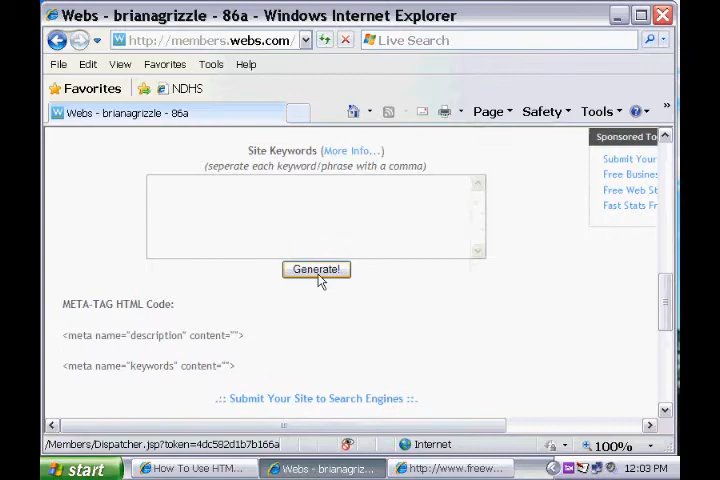 Webs - brianagrizzle - 86a - Windows Internet Explorer
http://members.webs.com/
Live Search
File Edit View Favorites Tools Help
Favorites NDHS
Webs - brianagrizzle - 86a
Page Safety Tools »
Site Keywords (More Info...)
(seperate each keyword/phrase with a comma)
Sponsored To
Submit Your
Free Busines
Free Web St
Fast Stats Fr
Generate!
META-TAG HTML Code:
<meta name="description" content="">
<meta name="keywords" content="">
.:: Submit Your Site to Search Engines ::.
/Members/Dispatcher.jsp?token=4dc582d1b7b166a
Internet
100%
start
How To Use HTM...
Webs - brianagriz...
http://www.freew...
12:03 PM